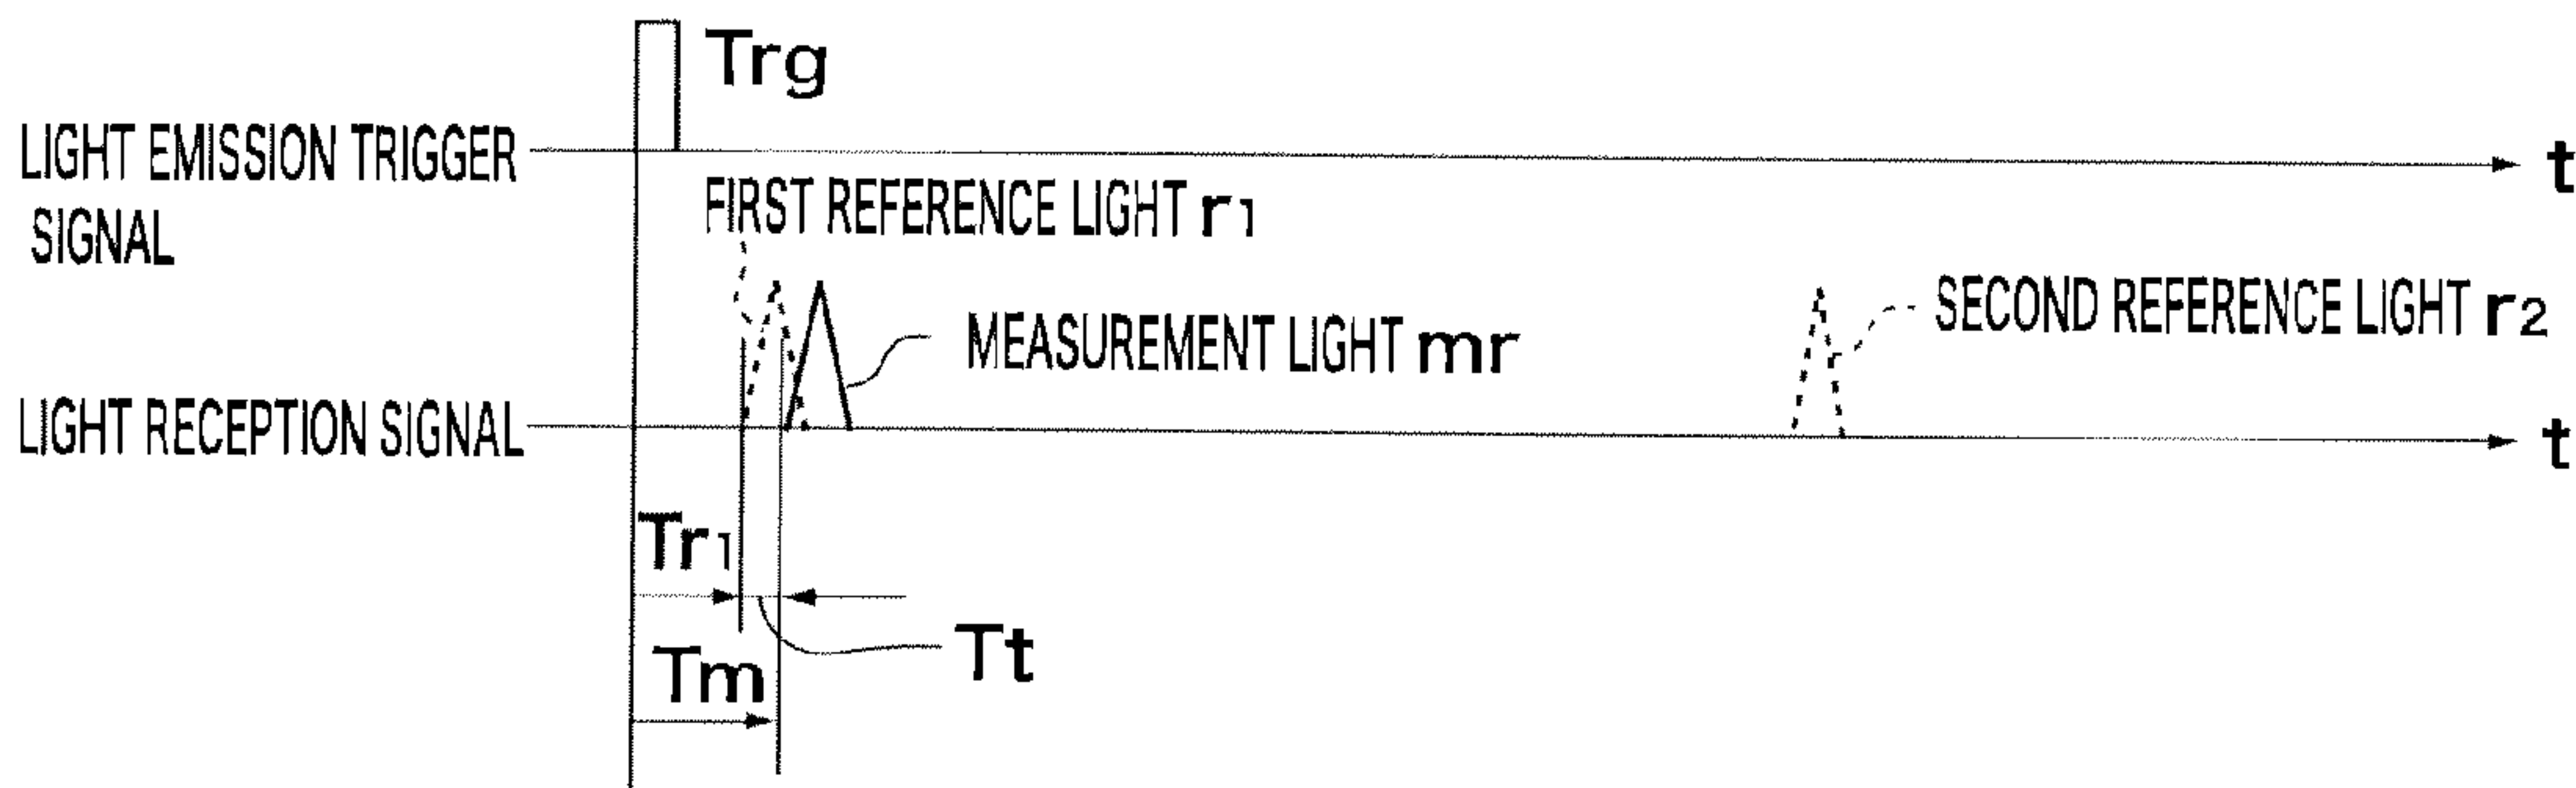 Trg
LIGHT EMISSION TRIGGER
SIGNAL
t
FIRST REFERENCE LIGHT r1
SECOND REFERENCE LIGHT r2
MEASUREMENT LIGHT mr
LIGHT RECEPTION SIGNAL
t
Tr1
Tt
Tm